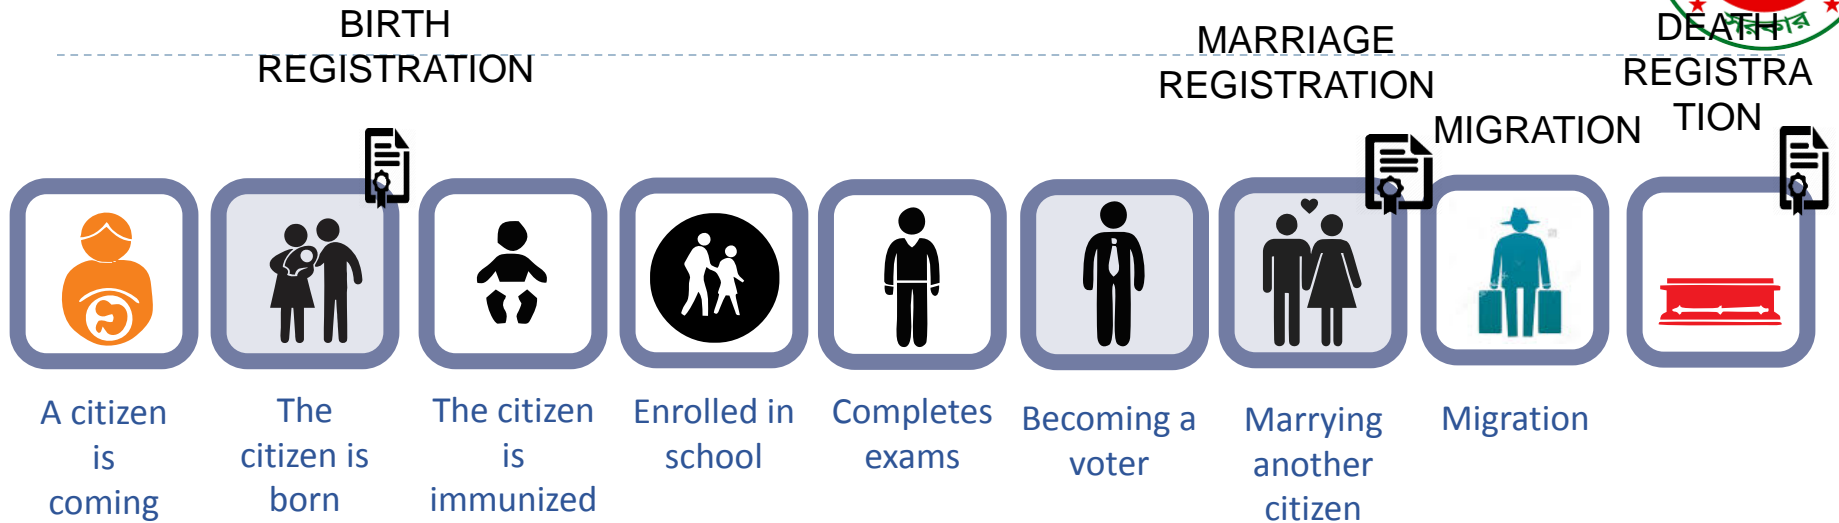 BIRTH
REGISTRATION
MARRIAGE
REGISTRATION
MIGRATION
DEATH
REGISTRA
TION
সরকার
A citizen
is
coming
The
citizen is
born
The citizen
is
immunized
Enrolled in
school
Completes
exams
Becoming a
voter
Marrying
another
citizen
Migration